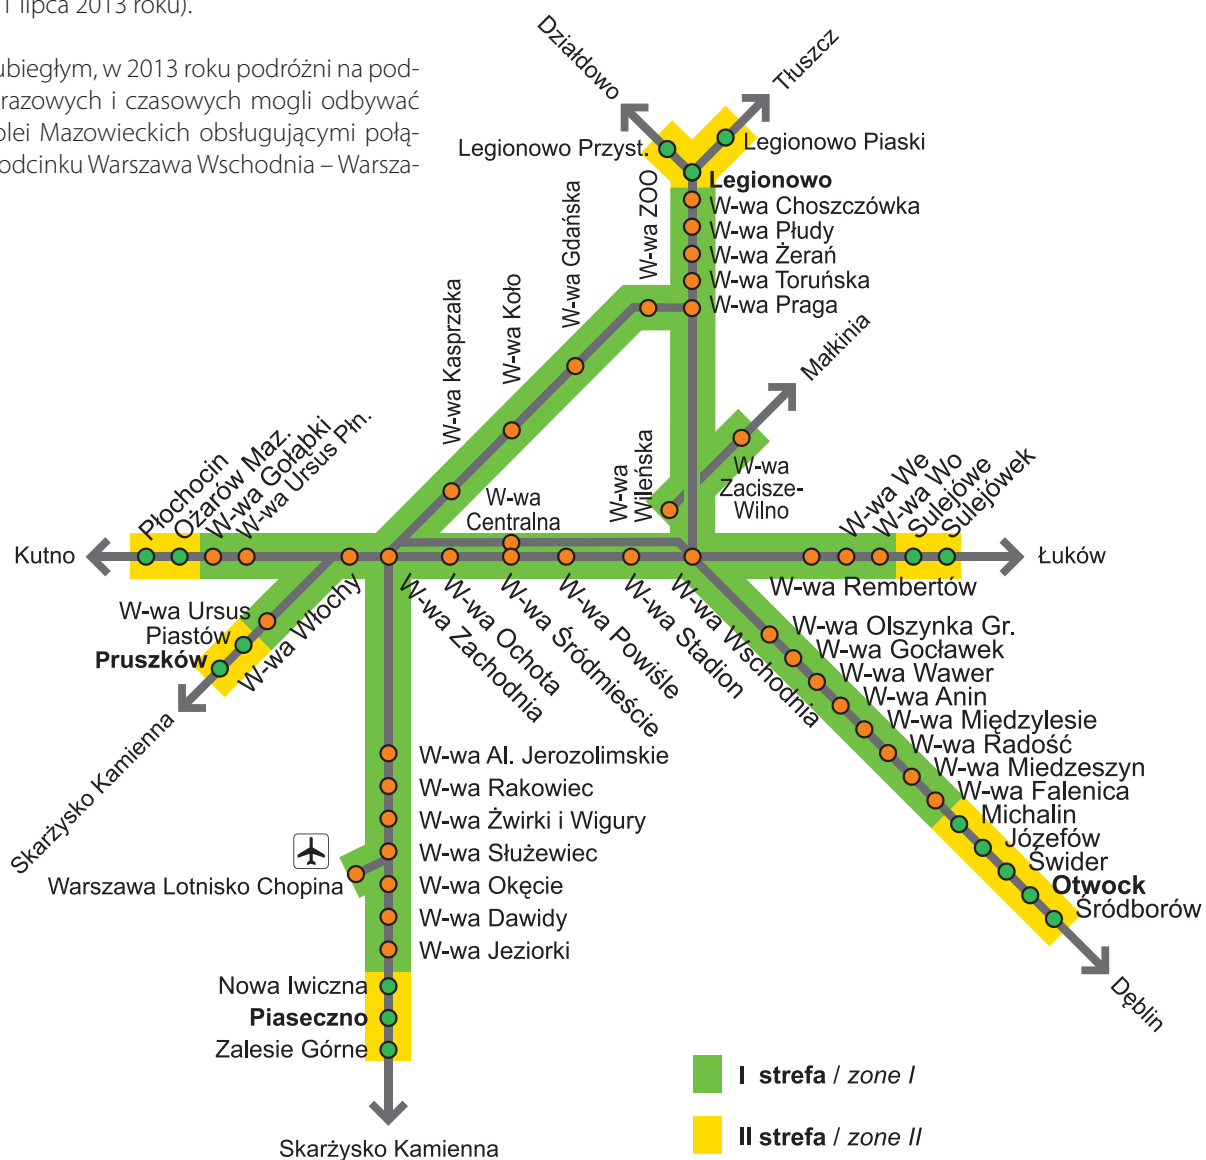 1 lipca 2013 roku).
ubiegłym, w 2013 roku podróżni na pod-
razowych i czasowych mogli odbywać
olei Mazowieckich obsługującymi połą-
odcinku Warszawa Wschodnia – Warsza-
Działdowo
Tłuszcz
Legionowo Przyst.
Legionowo Piaski
Legionowo
W-wa Choszczówka
W-wa Płudy
W-wa Żerań
W-wa Toruńska
W-wa Praga
W-wa ZOO
W-wa Gdańska
W-wa Koło
W-wa Kasprzaka
Małkinia
W-wa
Wileńska
W-wa
Zacisze-
Wilno
W-wa
Centralna
Kutno
Płochocin
Ożarów Maz.
W-wa Gołąbki
W-wa Ursus Płn.
W-wa We
W-wa Wo
Sulejówe
Sulejówek
Łuków
W-wa Rembertów
W-wa Ursus
Piastów
Pruszków
Skarżysko Kamienna
W-wa Włochy
W-wa Zachodnia
W-wa Ochota
W-wa Śródmieście
W-wa Powiśle
W-wa Stadion
W-wa Wschodnia
W-wa Olszynka Gr.
W-wa Gocławek
W-wa Wawer
W-wa Anin
W-wa Międzylesie
W-wa Radość
W-wa Miedzeszyn
W-wa Falenica
Michalin
Józefów
Świder
Otwock
Śródborów
Dęblin
W-wa Al. Jerozolimskie
W-wa Rakowiec
W-wa Żwirki i Wigury
W-wa Służewiec
Warszawa Lotnisko Chopina
W-wa Okęcie
W-wa Dawidy
W-wa Jeziorki
Nowa Iwiczna
Piaseczno
Zalesie Górne
Skarżysko Kamienna
I strefa / zone I
II strefa / zone II